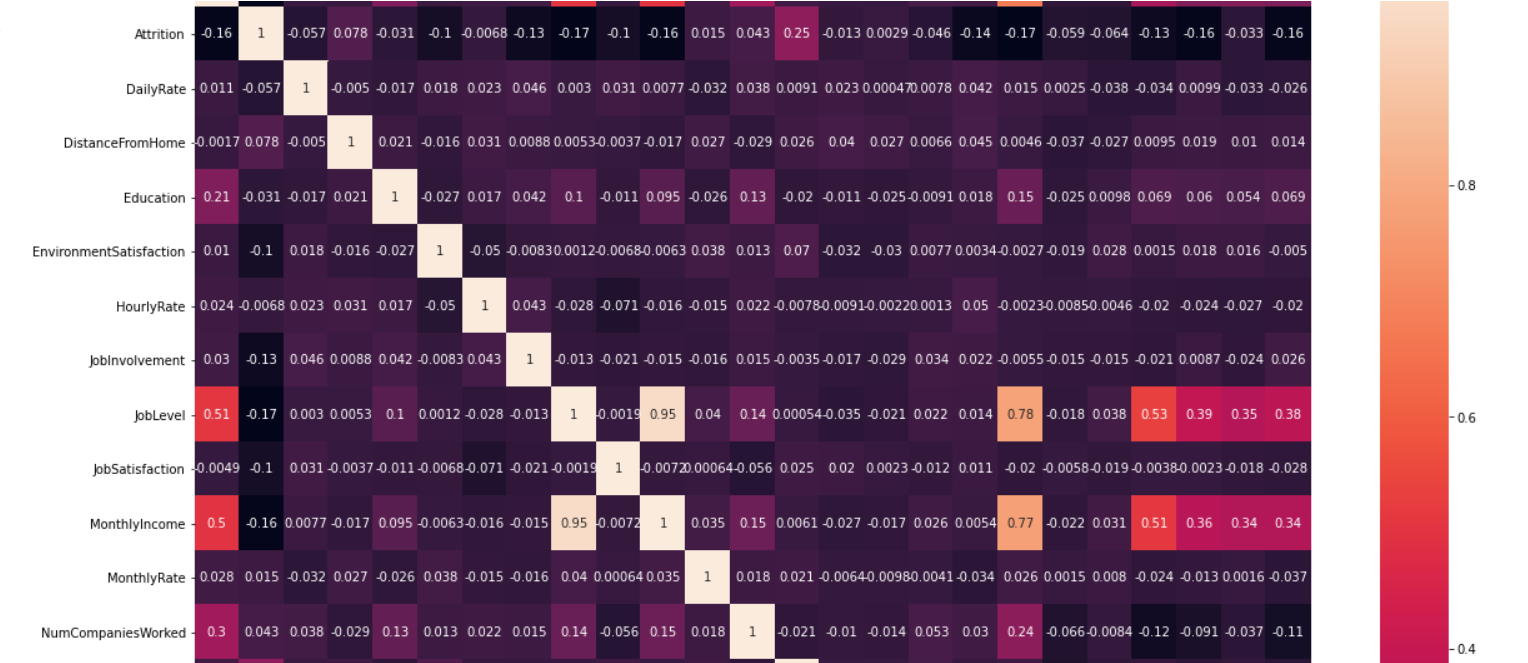 Attrition -0.16 1 -0.057 0.078 -0.031 -0.1 -0.0068 -0.13 -0.17 -0.1 -0.16 0.015 0.043 0.25 -0.013 0.0029 -0.046 -0.14 -0.17 -0.059 -0.064 -0.13 -0.16 -0.033 -0.16
DailyRate 0.011 -0.057 1 -0.005 -0.017 0.018 0.023 0.046 0.003 0.031 0.0077 -0.032 0.038 0.0091 0.023 0.00047 0.0078 0.042 0.015 0.0025 -0.038 -0.034 0.0099 -0.033 -0.026
DistanceFromHome -0.0017 0.078 -0.005 1 0.021 -0.016 0.031 0.0088 0.0053 -0.0037 -0.017 0.027 -0.029 0.026 0.04 0.027 0.0066 0.045 0.0046 -0.037 -0.027 0.0095 0.019 0.01 0.014
Education 0.21 -0.031 -0.017 0.021 1 -0.027 0.017 0.042 0.1 -0.011 0.095 -0.026 0.13 -0.02 -0.011 -0.025 -0.0091 0.018 0.15 -0.025 0.0098 0.069 0.06 0.054 0.069
0.8
EnvironmentSatisfaction 0.01 -0.1 0.018 -0.016 -0.027 1 -0.05 -0.0083 0.0012 -0.0068 -0.0063 0.038 0.013 0.07 -0.032 -0.03 0.0077 0.0034 -0.0027 -0.019 0.028 0.0015 0.018 0.016 -0.005
HourlyRate 0.024 -0.0068 0.023 0.031 0.017 -0.05 1 0.043 -0.028 -0.071 -0.016 -0.015 0.022 -0.0078 -0.0091 -0.0022 0.0013 0.05 -0.0023 -0.0085 -0.0046 -0.02 -0.024 -0.027 -0.02
JobInvolvement 0.03 -0.13 0.046 0.0088 0.042 -0.0083 0.043 1 -0.013 -0.021 -0.015 -0.016 0.015 -0.0035 -0.017 -0.029 0.034 0.022 -0.0055 -0.015 -0.015 -0.021 0.0087 -0.024 0.026
JobLevel 0.51 -0.17 0.003 0.0053 0.1 0.0012 -0.028 -0.013 1 -0.0019 0.95 0.04 0.14 0.00054 -0.035 -0.021 0.022 0.014 0.78 -0.018 0.038 0.53 0.39 0.35 0.38
0.6
JobSatisfaction -0.0049 -0.1 0.031 -0.0037 -0.011 -0.0068 -0.071 -0.021 -0.0019 1 -0.0072 0.00064 -0.056 0.025 0.02 0.0023 -0.012 0.011 -0.02 -0.0058 -0.019 -0.0038 -0.0023 -0.018 -0.028
MonthlyIncome 0.5 -0.16 0.0077 -0.017 0.095 -0.0063 -0.016 -0.015 0.95 -0.0072 1 0.035 0.15 0.0061 -0.027 -0.017 0.026 0.0054 0.77 -0.022 0.031 0.51 0.36 0.34 0.34
MonthlyRate 0.028 0.015 -0.032 0.027 -0.026 0.038 -0.015 -0.016 0.04 0.00064 0.035 1 0.018 0.021 -0.0064 -0.0098 -0.0041 -0.034 0.026 0.0015 0.008 -0.024 -0.013 0.0016 -0.037
NumCompaniesWorked 0.3 0.043 0.038 -0.029 0.13 0.013 0.022 0.015 0.14 -0.056 0.15 0.018 1 -0.021 -0.01 -0.014 0.053 0.03 0.24 -0.066 -0.0084 -0.12 -0.091 -0.037 -0.11
0.4